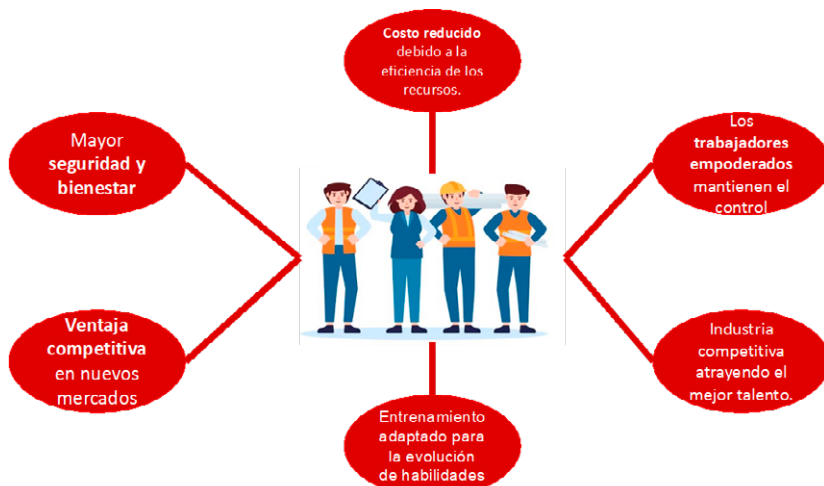 Costo reducido
debido a la
eficiencia de los
recursos.
Mayor
seguridad y
bienestar
Los
trabajadores
empoderados
mantienen el
control
Ventaja
competitiva
en nuevos
mercados
Industria
competitiva
atrayendo el
mejor talento.
Entrenamiento
adaptado para
la evolución
de habilidades